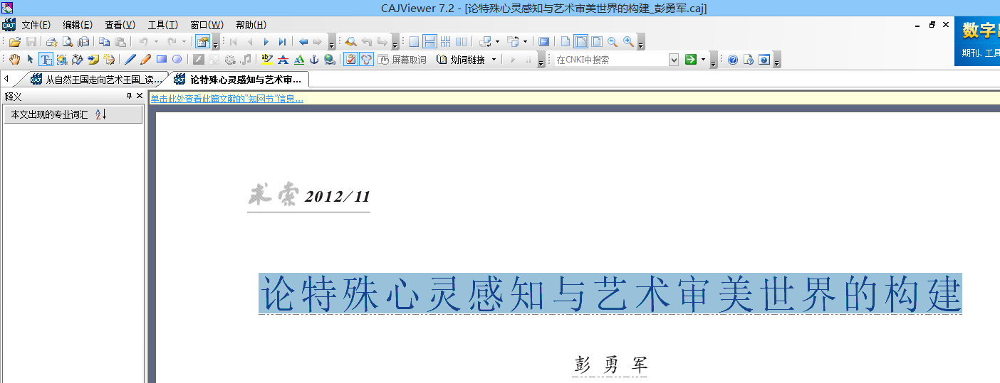 CAJViewer 7.2 - [论特殊心灵感知与艺术审美世界的构建_彭勇军.caj]
文件(F) 编辑(E) 查看(V) 工具(T) 窗口(W) 帮助(H)
数字
期刊、工具
屏幕取词 划词链接 在CNKI中搜索
从自然王国走向艺术王国_读... 论特殊心灵感知与艺术审...
释义
单击此处查看此篇文献的"知网节"信息...
本文出现的专业词汇 AZ
求索 2012/11
论特殊心灵感知与艺术审美世界的构建
彭勇军